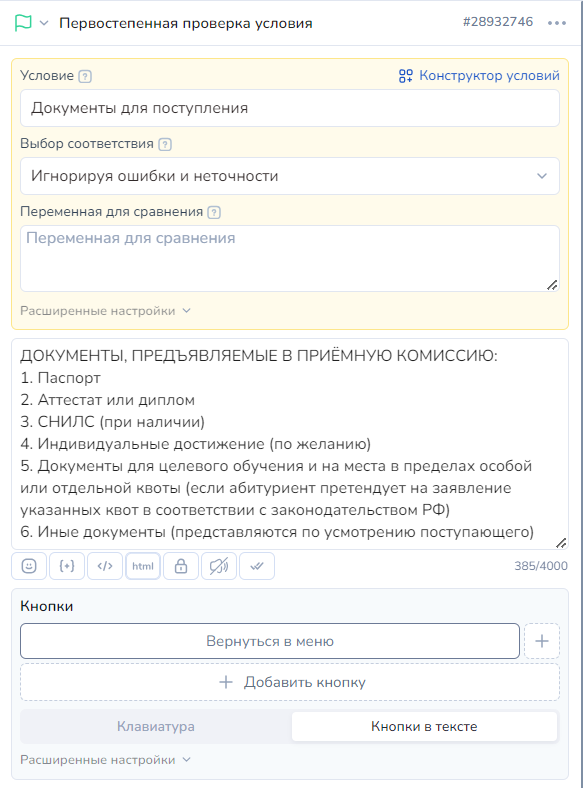 Первостепенная проверка условия #28932746
Условие ? Конструктор условий
Документы для поступления
Выбор соответствия ?
Игнорируя ошибки и неточности
Переменная для сравнения ?
Переменная для сравнения
Расширенные настройки
ДОКУМЕНТЫ, ПРЕДЪЯВЛЯЕМЫЕ В ПРИЁМНУЮ КОМИССИЮ:
1. Паспорт
2. Аттестат или диплом
3. СНИЛС (при наличии)
4. Индивидуальные достижение (по желанию)
5. Документы для целевого обучения и на места в пределах особой
или отдельной квоты (если абитуриент претендует на заявление
указанных квот в соответствии с законодательством РФ)
6. Иные документы (представляются по усмотрению поступающего)
{+} </> html 385/4000
Кнопки
Вернуться в меню +
+ Добавить кнопку
Клавиатура Кнопки в тексте
Расширенные настройки